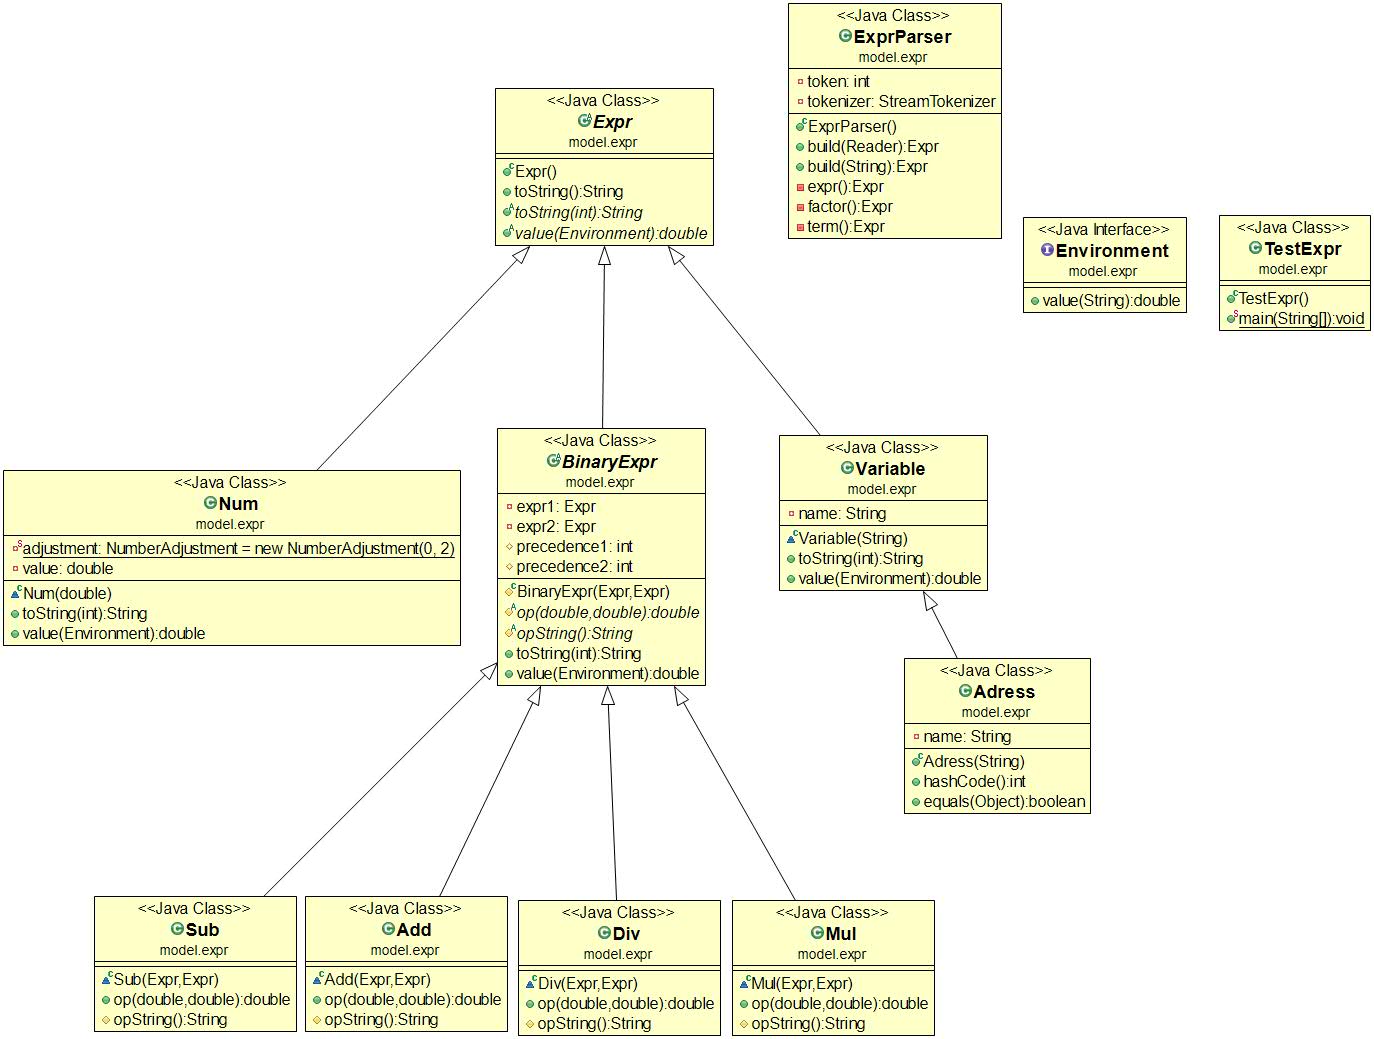 <<Java Class>>
ExprParser
model.expr
token: int
tokenizer: StreamTokenizer
ExprParser()
build(Reader):Expr
build(String):Expr
expr():Expr
factor():Expr
term():Expr
<<Java Class>>
Expr
model.expr
Expr()
toString():String
toString(int):String
value(Environment):double
<<Java Interface>>
Environment
model.expr
value(String):double
<<Java Class>>
TestExpr
model.expr
TestExpr()
main(String[]):void
<<Java Class>>
Num
model.expr
adjustment: NumberAdjustment = new NumberAdjustment(0, 2)
value: double
Num(double)
toString(int):String
value(Environment):double
<<Java Class>>
BinaryExpr
model.expr
expr1: Expr
expr2: Expr
precedence1: int
precedence2: int
BinaryExpr(Expr,Expr)
op(double,double):double
opString():String
toString(int):String
value(Environment):double
<<Java Class>>
Variable
model.expr
name: String
Variable(String)
toString(int):String
value(Environment):double
<<Java Class>>
Adress
model.expr
name: String
Adress(String)
hashCode():int
equals(Object):boolean
<<Java Class>>
Sub
model.expr
Sub(Expr,Expr)
op(double,double):double
opString():String
<<Java Class>>
Add
model.expr
Add(Expr,Expr)
op(double,double):double
opString():String
<<Java Class>>
Div
model.expr
Div(Expr,Expr)
op(double,double):double
opString():String
<<Java Class>>
Mul
model.expr
Mul(Expr,Expr)
op(double,double):double
opString():String